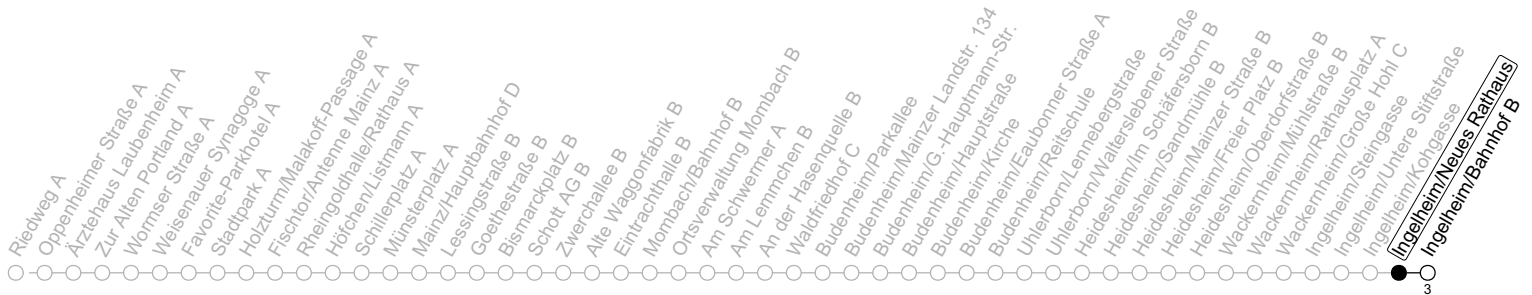 Riedweg A
Oppenheimer Straße A
Ärztehaus Laubenheim A
Zur Alten Portland A
Wormser Straße A
Weisenauer Synagoge A
Favorite-Parkhotel A
Stadtpark A
Holzturm/Malakoff-Passage A
Fischtor/Antenne Mainz A
Rheingoldhalle/Rathaus A
Höfchen/Listmann A
Schillerplatz A
Münsterplatz A
Mainz/Hauptbahnhof D
Lessingstraße B
Goethestraße B
Bismarckplatz B
Schott AG B
Zwerchallee B
Alte Waggonfabrik B
Eintrachthalle B
Mombach/Bahnhof B
Ortsverwaltung Mombach B
Am Schwermer A
Am Lemmchen B
An der Hasenquelle B
Waldfriedhof C
Budenheim/Parkallee
Budenheim/Mainzer Landstr. 134
Budenheim/G.-Hauptmann-Str.
Budenheim/Hauptstraße
Budenheim/Kirche
Budenheim/Eaubonner Straße A
Budenheim/Reitschule
Uhlerborn/Lennebergstraße
Uhlerborn/Walterslebener Straße
Heidesheim/Im Schäfersborn B
Heidesheim/Sandmühle B
Heidesheim/Mainzer Straße B
Heidesheim/Freier Platz B
Heidesheim/Oberdorfstraße B
Wackernheim/Mühlstraße B
Wackernheim/Rathausplatz A
Wackernheim/Große Hohl C
Ingelheim/Steingasse
Ingelheim/Untere Stiftstraße
Ingelheim/Kohlgasse
Ingelheim/Neues Rathaus
Ingelheim/Bahnhof B
3